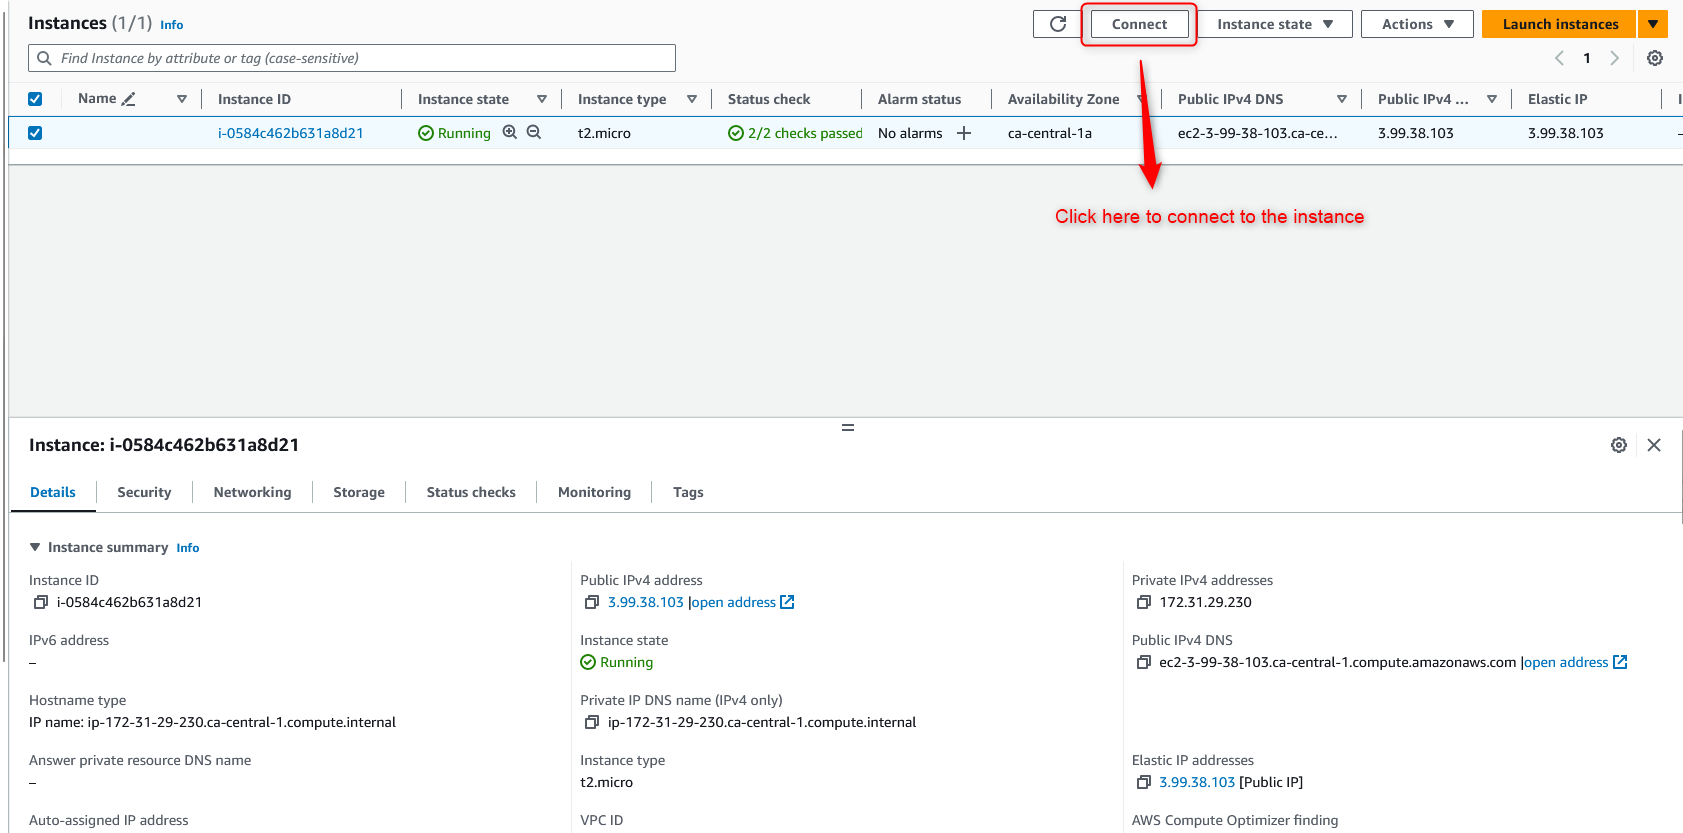 Instances (1/1) Info
Connect
Instance state
Actions
Launch instances
Find Instance by attribute or tag (case-sensitive)
1
Name Instance ID Instance state Instance type Status check Alarm status Availability Zone Public IPv4 DNS Public IPv4 ... Elastic IP
i-0584c462b631a8d21 Running t2.micro 2/2 checks passed No alarms ca-central-1a ec2-3-99-38-103.ca-ce... 3.99.38.103 3.99.38.103 –
Click here to connect to the instance
Instance: i-0584c462b631a8d21
Details Security Networking Storage Status checks Monitoring Tags
Instance summary Info
Instance ID
i-0584c462b631a8d21
Public IPv4 address
3.99.38.103 |open address
Private IPv4 addresses
172.31.29.230
IPv6 address
–
Instance state
Running
Public IPv4 DNS
ec2-3-99-38-103.ca-central-1.compute.amazonaws.com |open address
Hostname type
IP name: ip-172-31-29-230.ca-central-1.compute.internal
Private IP DNS name (IPv4 only)
ip-172-31-29-230.ca-central-1.compute.internal
Answer private resource DNS name
–
Instance type
t2.micro
Elastic IP addresses
3.99.38.103 [Public IP]
Auto-assigned IP address
VPC ID
AWS Compute Optimizer finding